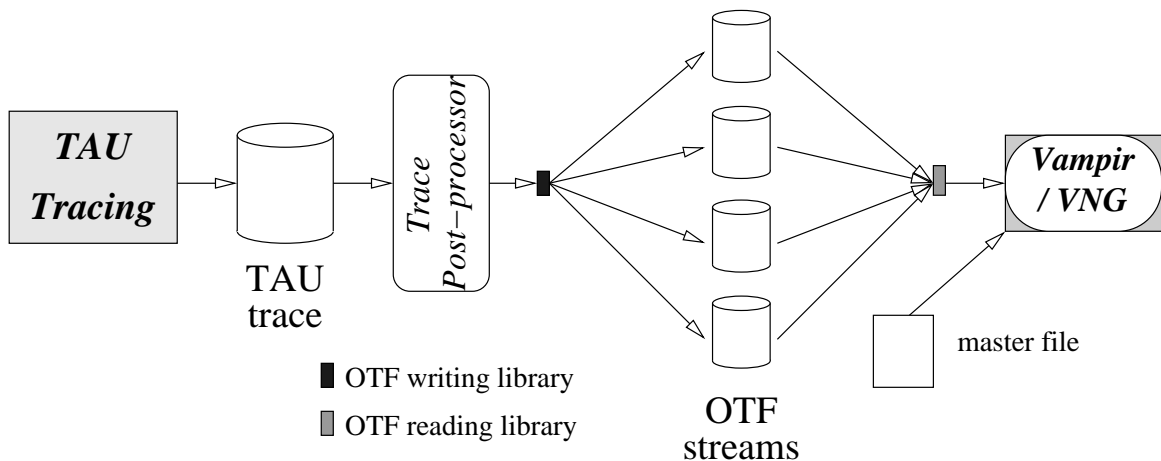 TAU
Tracing
TAU
trace
Trace
Post-processor
OTF writing library
OTF reading library
OTF
streams
Vampir
/ VNG
master file